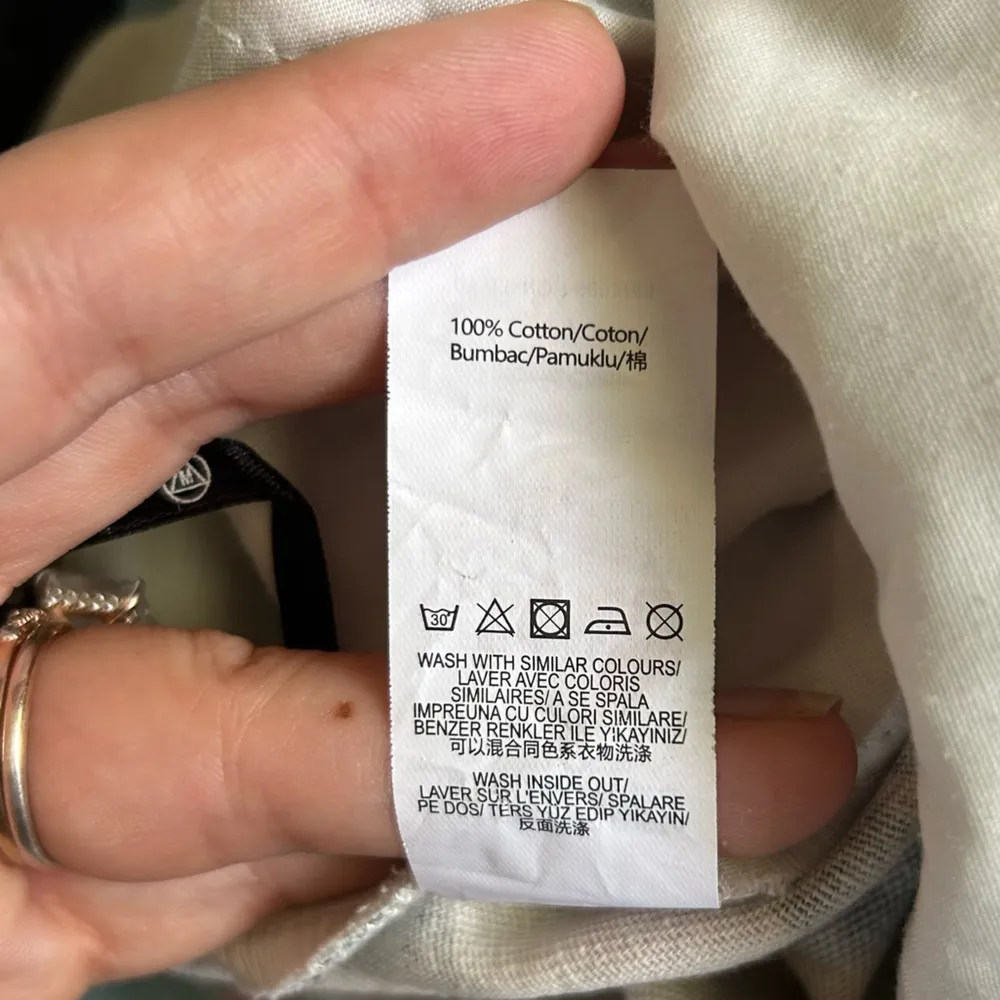 100% Cotton/Coton/
Bumbac/Pamuklu/棉
30°
WASH WITH SIMILAR COLOURS/
LAVER AVEC COLORIS
SIMILAIRES/ A SE SPALA
IMPREUNA CU CULORI SIMILARE/
BENZER RENKLER ILE YIKAYINIZ/
可以混合同色系衣物洗涤
WASH INSIDE OUT/
LAVER SUR L'ENVERS/ SPALARE
PE DOS/ TERS YUZ EDIP YIKAYIN/
反面洗涤